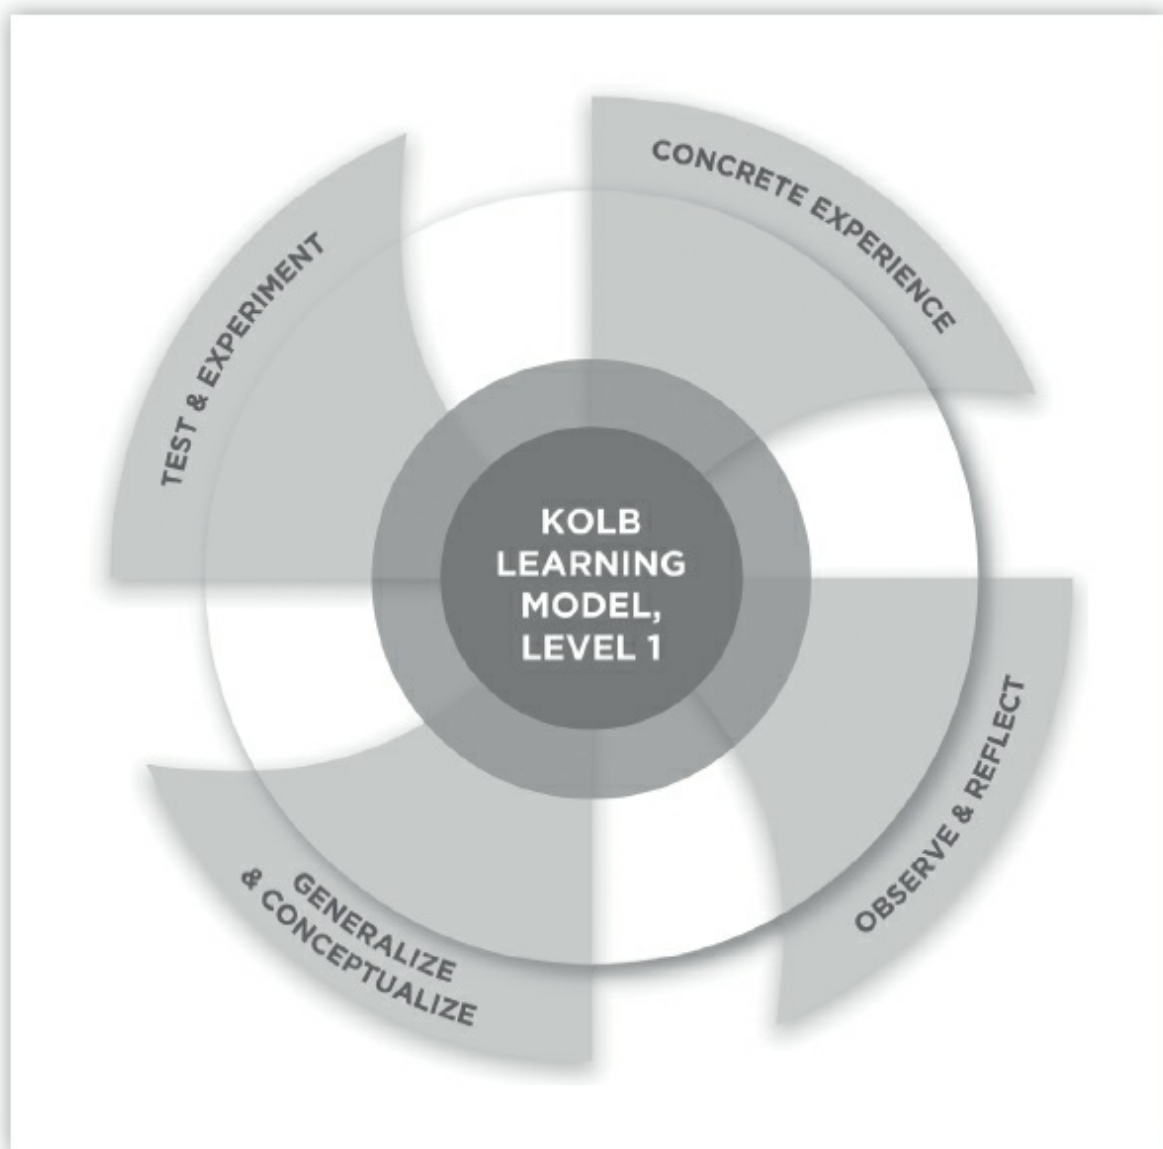 KOLB
LEARNING
MODEL,
LEVEL 1
CONCRETE EXPERIENCE
OBSERVE & REFLECT
GENERALIZE
& CONCEPTUALIZE
TEST & EXPERIMENT